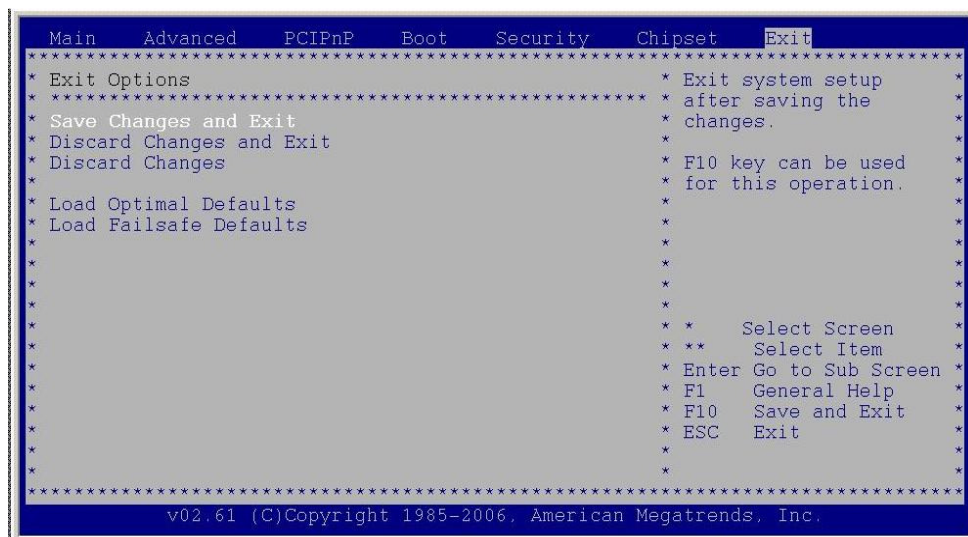 Main Advanced PCIPnP Boot Security Chipset Exit
Exit Options
Save Changes and Exit
Discard Changes and Exit
Discard Changes
Load Optimal Defaults
Load Failsafe Defaults
Exit system setup
after saving the
changes.
F10 key can be used
for this operation.
* Select Screen
** Select Item
Enter Go to Sub Screen
F1 General Help
F10 Save and Exit
ESC Exit
v02.61 (C)Copyright 1985-2006, American Megatrends, Inc.